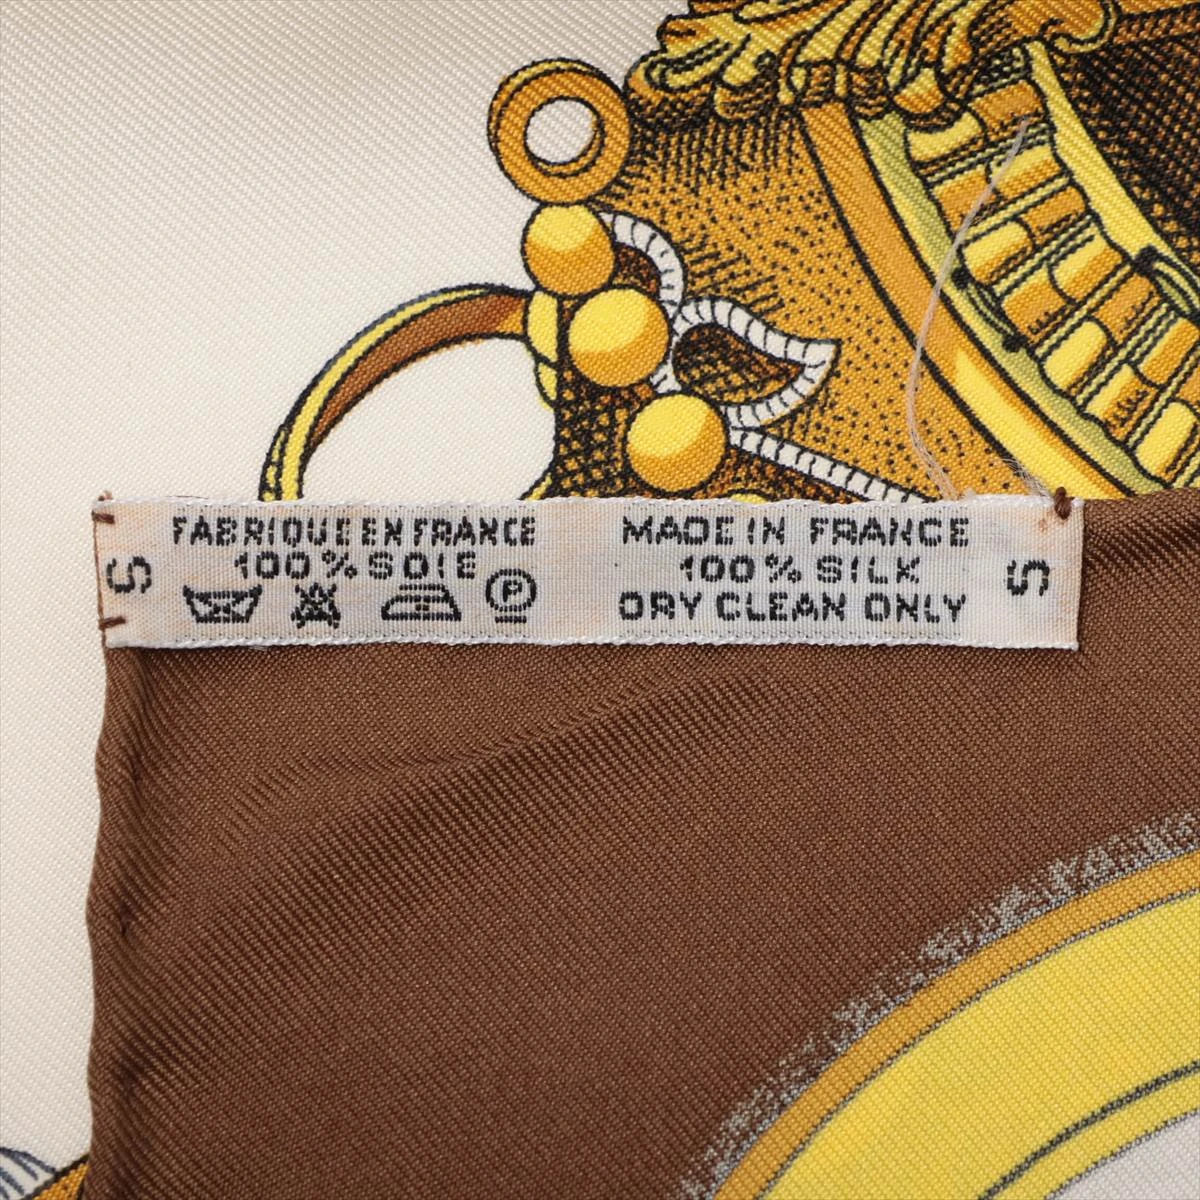 FABRIQUE EN FRANCE
100% SOIE
P
S
MADE IN FRANCE
100% SILK
DRY CLEAN ONLY
S